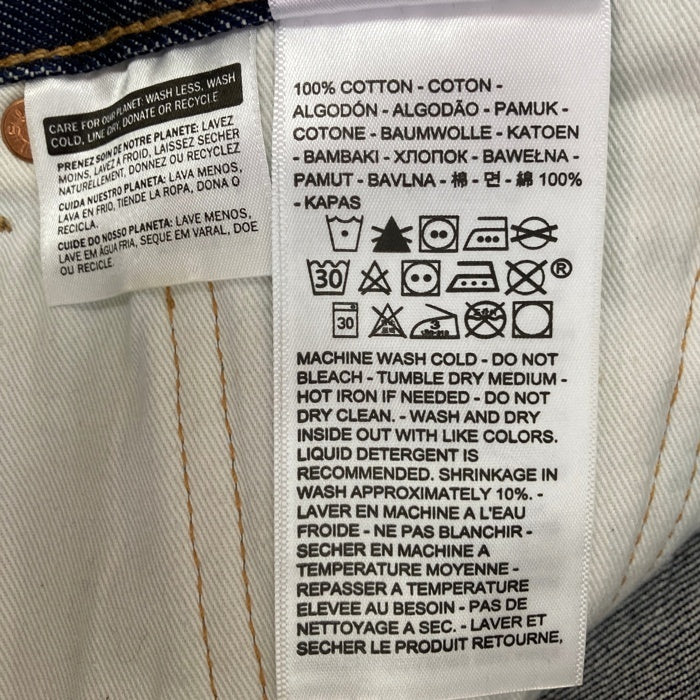 CARE FOR OUR PLANET: WASH LESS, WASH
COLD, LINE DRY, DONATE OR RECYCLE
PRENEZ SOIN DE NOTRE PLANETE: LAVEZ
MOINS, LAVEZ A FROID, LAISSEZ SECHER
NATURELLEMENT, DONNEZ OU RECYCLEZ
CUIDA NUESTRO PLANETA: LAVA MENOS,
LAVA EN FRIO, TIENDE LA ROPA, DONA O
RECICLA.
CUIDE DO NOSSO PLANETA: LAVE MENOS,
LAVE EM ÁGUA FRIA, SEQUE EM VARAL, DOE
OU RECICLE.
100% COTTON - COTON -
ALGODÓN - ALGODÃO - PAMUK -
COTONE - BAUMWOLLE - KATOEN
- BAMBAKI - ХЛОПОК - BAWEŁNA -
PAMUT - BAVLNA - 棉 - 면 - 綿 100%
- KAPAS
30 ®
30 3
MACHINE WASH COLD - DO NOT
BLEACH - TUMBLE DRY MEDIUM -
HOT IRON IF NEEDED - DO NOT
DRY CLEAN. - WASH AND DRY
INSIDE OUT WITH LIKE COLORS.
LIQUID DETERGENT IS
RECOMMENDED. SHRINKAGE IN
WASH APPROXIMATELY 10%. -
LAVER EN MACHINE A L'EAU
FROIDE - NE PAS BLANCHIR -
SECHER EN MACHINE A
TEMPERATURE MOYENNE -
REPASSER A TEMPERATURE
ELEVEE AU BESOIN - PAS DE
NETTOYAGE A SEC. - LAVER ET
SECHER LE PRODUIT RETOURNE,